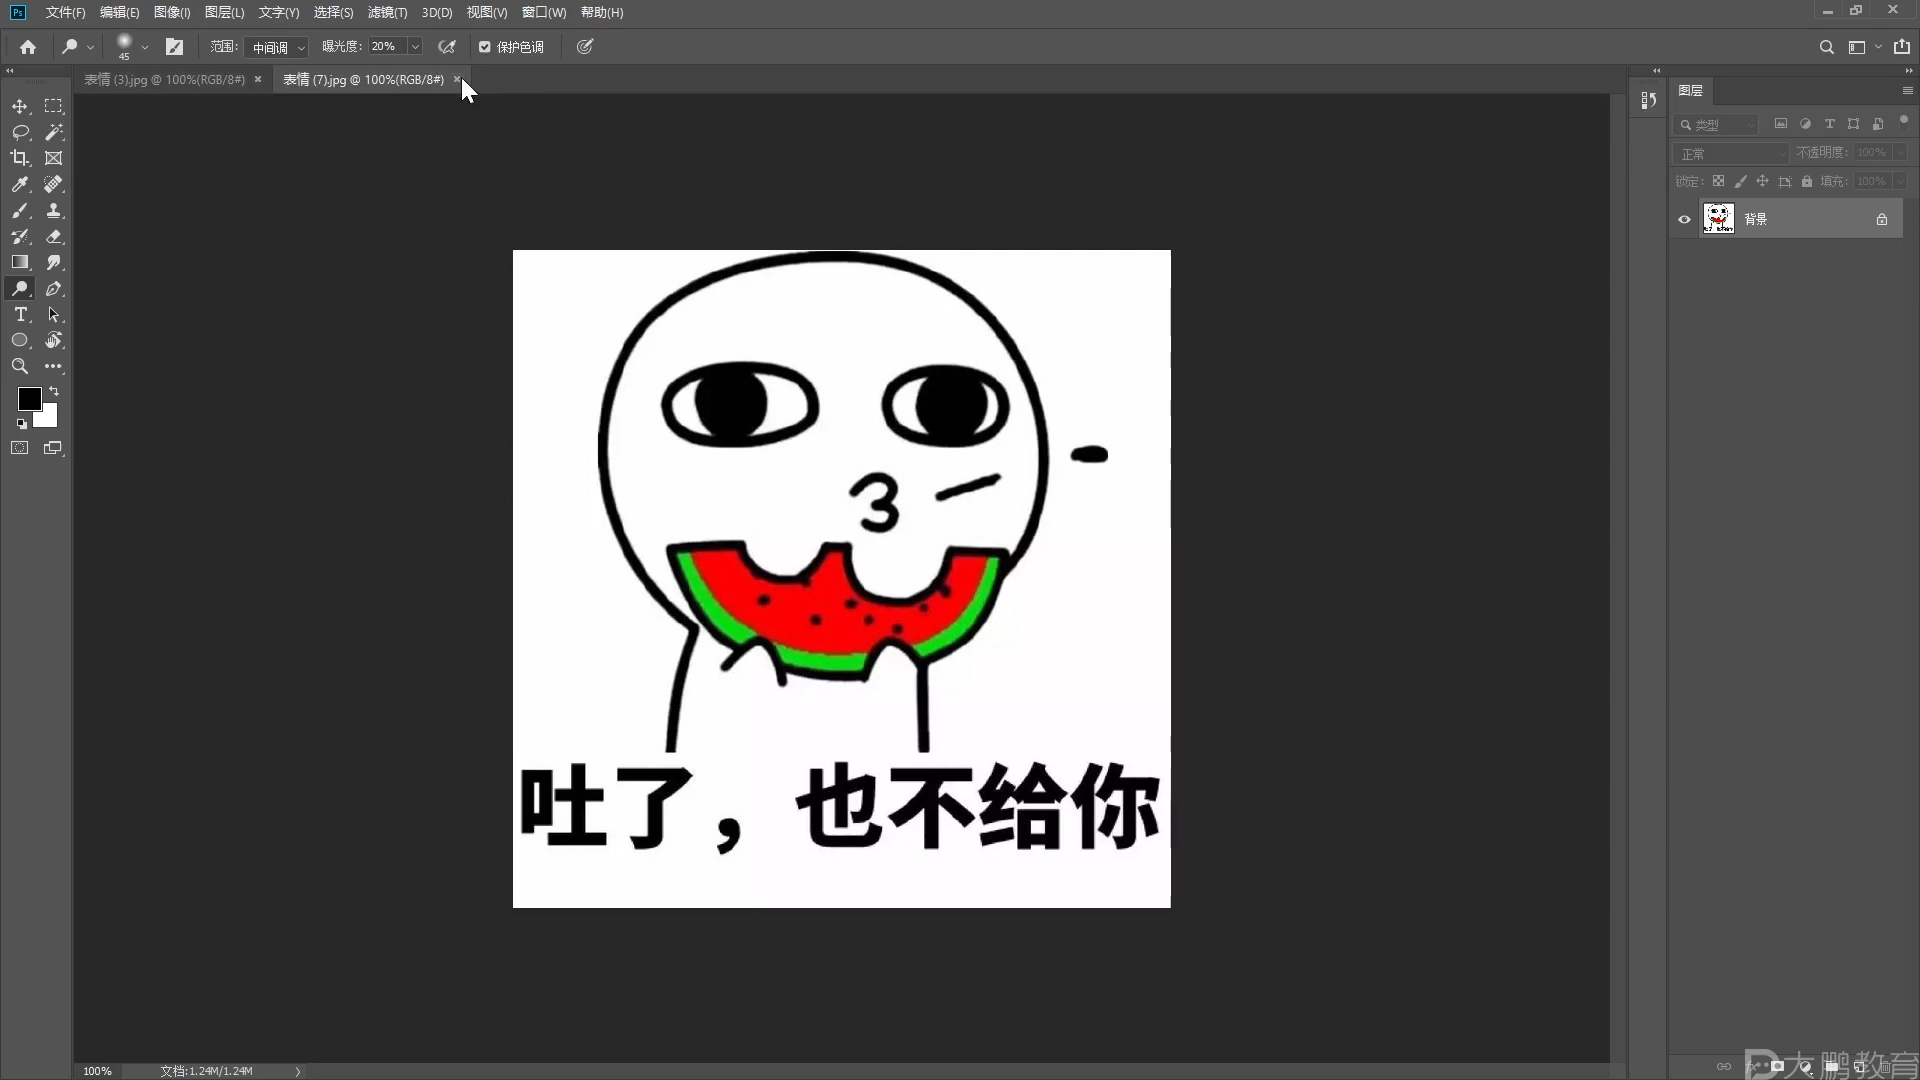 Ps 文件(F) 编辑(E) 图像(I) 图层(L) 文字(Y) 选择(S) 滤镜(T) 3D(D) 视图(V) 窗口(W) 帮助(H)
45 范围: 中间调 曝光度: 20% 保护色调
表情 (3).jpg @ 100%(RGB/8#) 表情 (7).jpg @ 100%(RGB/8#)
图层
类型
正常 不透明度: 100%
锁定: 填充: 100%
背景
3
吐了，也不给你
100% 文档:1.24M/1.24M
大鹏教育